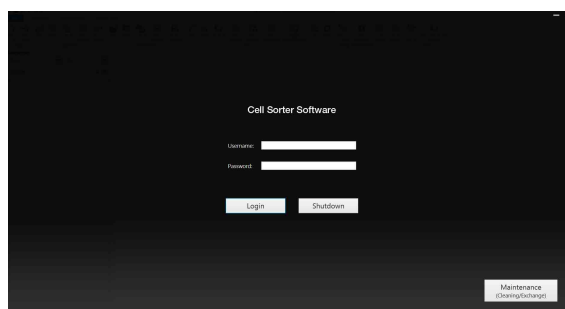 Cell Sorter Software
Username:
Password:
Login
Shutdown
Maintenance
(Cleaning/Exchange)